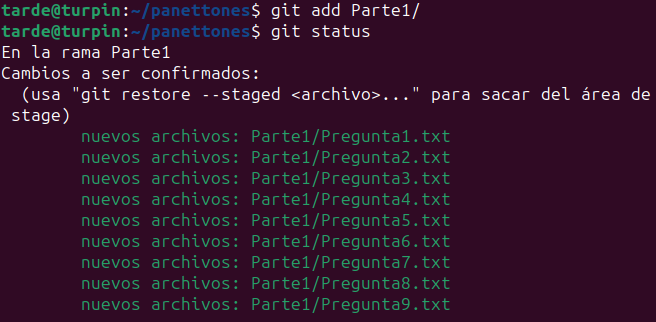 tarde@turpin:~/panettones$ git add Parte1/
tarde@turpin:~/panettones$ git status
En la rama Parte1
Cambios a ser confirmados:
  (usa "git restore --staged <archivo>..." para sacar del área de
 stage)
        nuevos archivos: Parte1/Pregunta1.txt
        nuevos archivos: Parte1/Pregunta2.txt
        nuevos archivos: Parte1/Pregunta3.txt
        nuevos archivos: Parte1/Pregunta4.txt
        nuevos archivos: Parte1/Pregunta5.txt
        nuevos archivos: Parte1/Pregunta6.txt
        nuevos archivos: Parte1/Pregunta7.txt
        nuevos archivos: Parte1/Pregunta8.txt
        nuevos archivos: Parte1/Pregunta9.txt